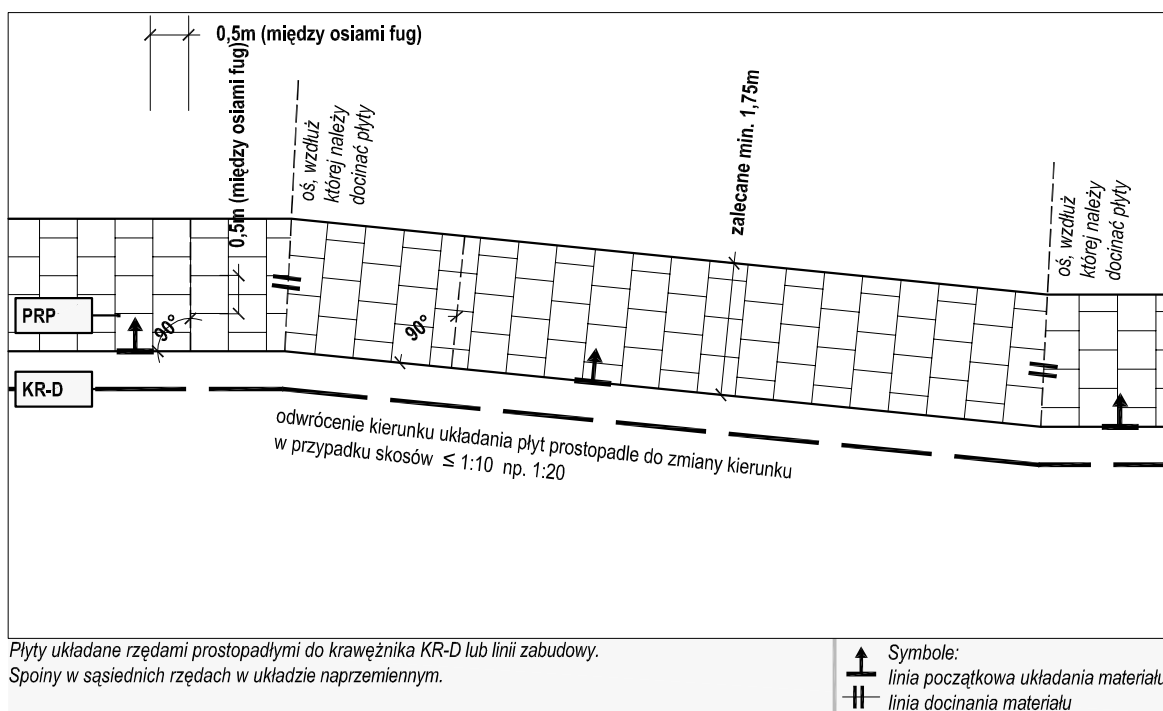 0,5m (między osiami fug)
0,5m (między osiami fug)
oś, wzdłuż
której należy
docinać płyty
zalecane min. 1,75m
oś, wzdłuż
której należy
docinać płyty
PRP
90°
90°
KR-D
odwrócenie kierunku układania płyt prostopadle do zmiany kierunku
w przypadku skosów ≤ 1:10 np. 1:20
Płyty układane rzędami prostopadłymi do krawężnika KR-D lub linii zabudowy.
Spoiny w sąsiednich rzędach w układzie naprzemiennym.
Symbole:
linia początkowa układania materiału
linia docinania materiału